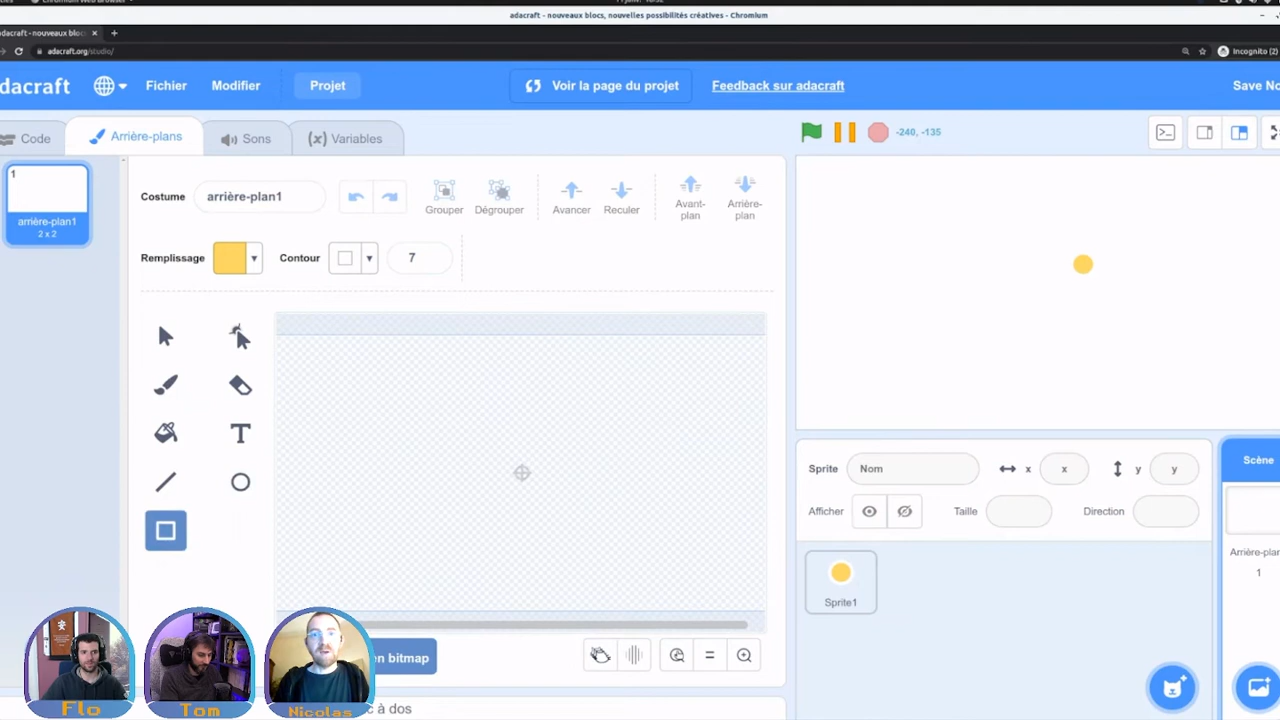 adacraft - nouveaux blocs, nouvelles possibilités créatives - Chromium
adacraft.org/studio/
Incognito (2)
dacraft
Fichier
Modifier
Projet
Voir la page du projet
Feedback sur adacraft
Code
Arrière-plans
Sons
(x) Variables
-240, -135
1
arrière-plan1
2 x 2
Costume
arrière-plan1
Grouper
Dégrouper
Avancer
Reculer
Avant-
plan
Arrière-
plan
Remplissage
Contour
7
T
en bitmap
c à dos
Sprite
Nom
x
x
y
y
Afficher
Taille
Direction
Sprite1
Scène
1
Flo
Tom
Nicolas